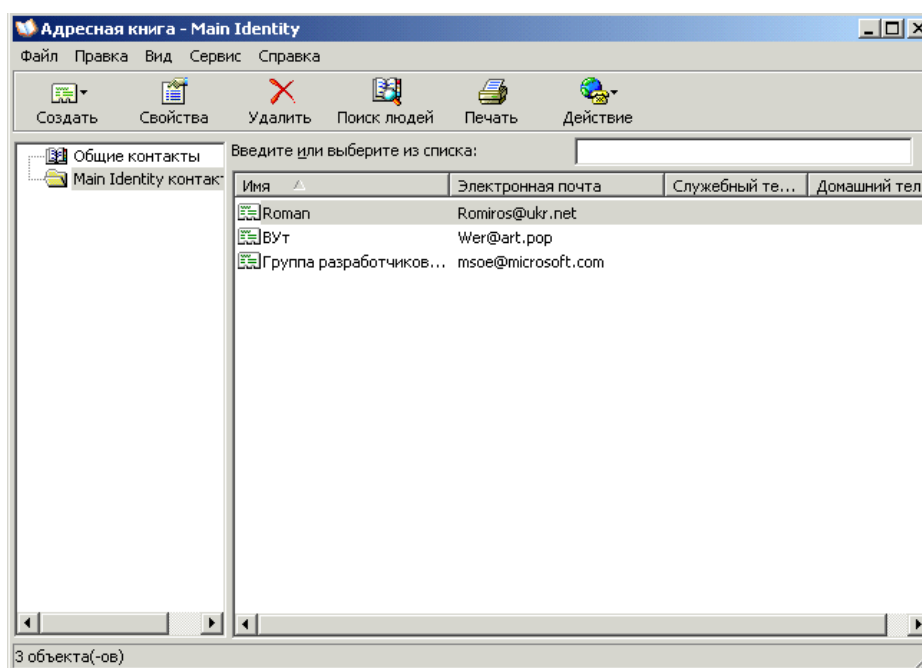 Адресная книга - Main Identity
Файл Правка Вид Сервис Справка
Создать Свойства Удалить Поиск людей Печать Действие
Общие контакты
Main Identity контак
Введите или выберите из списка:
Имя Электронная почта Служебный те... Домашний тел
Roman Romiros@ukr.net
ВУт Wer@art.pop
Группа разработчиков... msoe@microsoft.com
3 объекта(-ов)